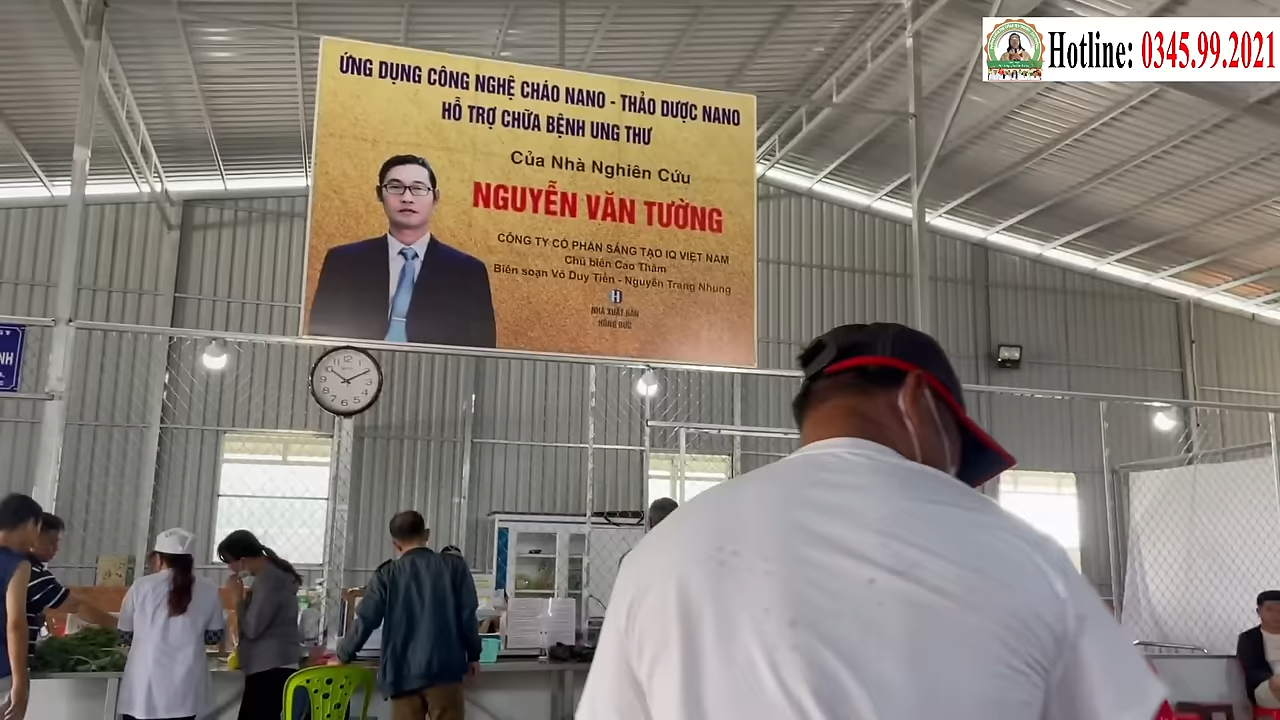 Hotline: 0345.99.2021
ỨNG DỤNG CÔNG NGHỆ CHÁO NANO - THẢO DƯỢC NANO
HỖ TRỢ CHỮA BỆNH UNG THƯ
Của Nhà Nghiên Cứu
NGUYỄN VĂN TƯỜNG
CÔNG TY CỔ PHẦN SÁNG TẠO IQ VIỆT NAM
Chủ biên Cao Thâm
Biên soạn Võ Duy Tiên - Nguyễn Trang Nhung
NHÀ XUẤT BẢN
HỒNG ĐỨC
NH